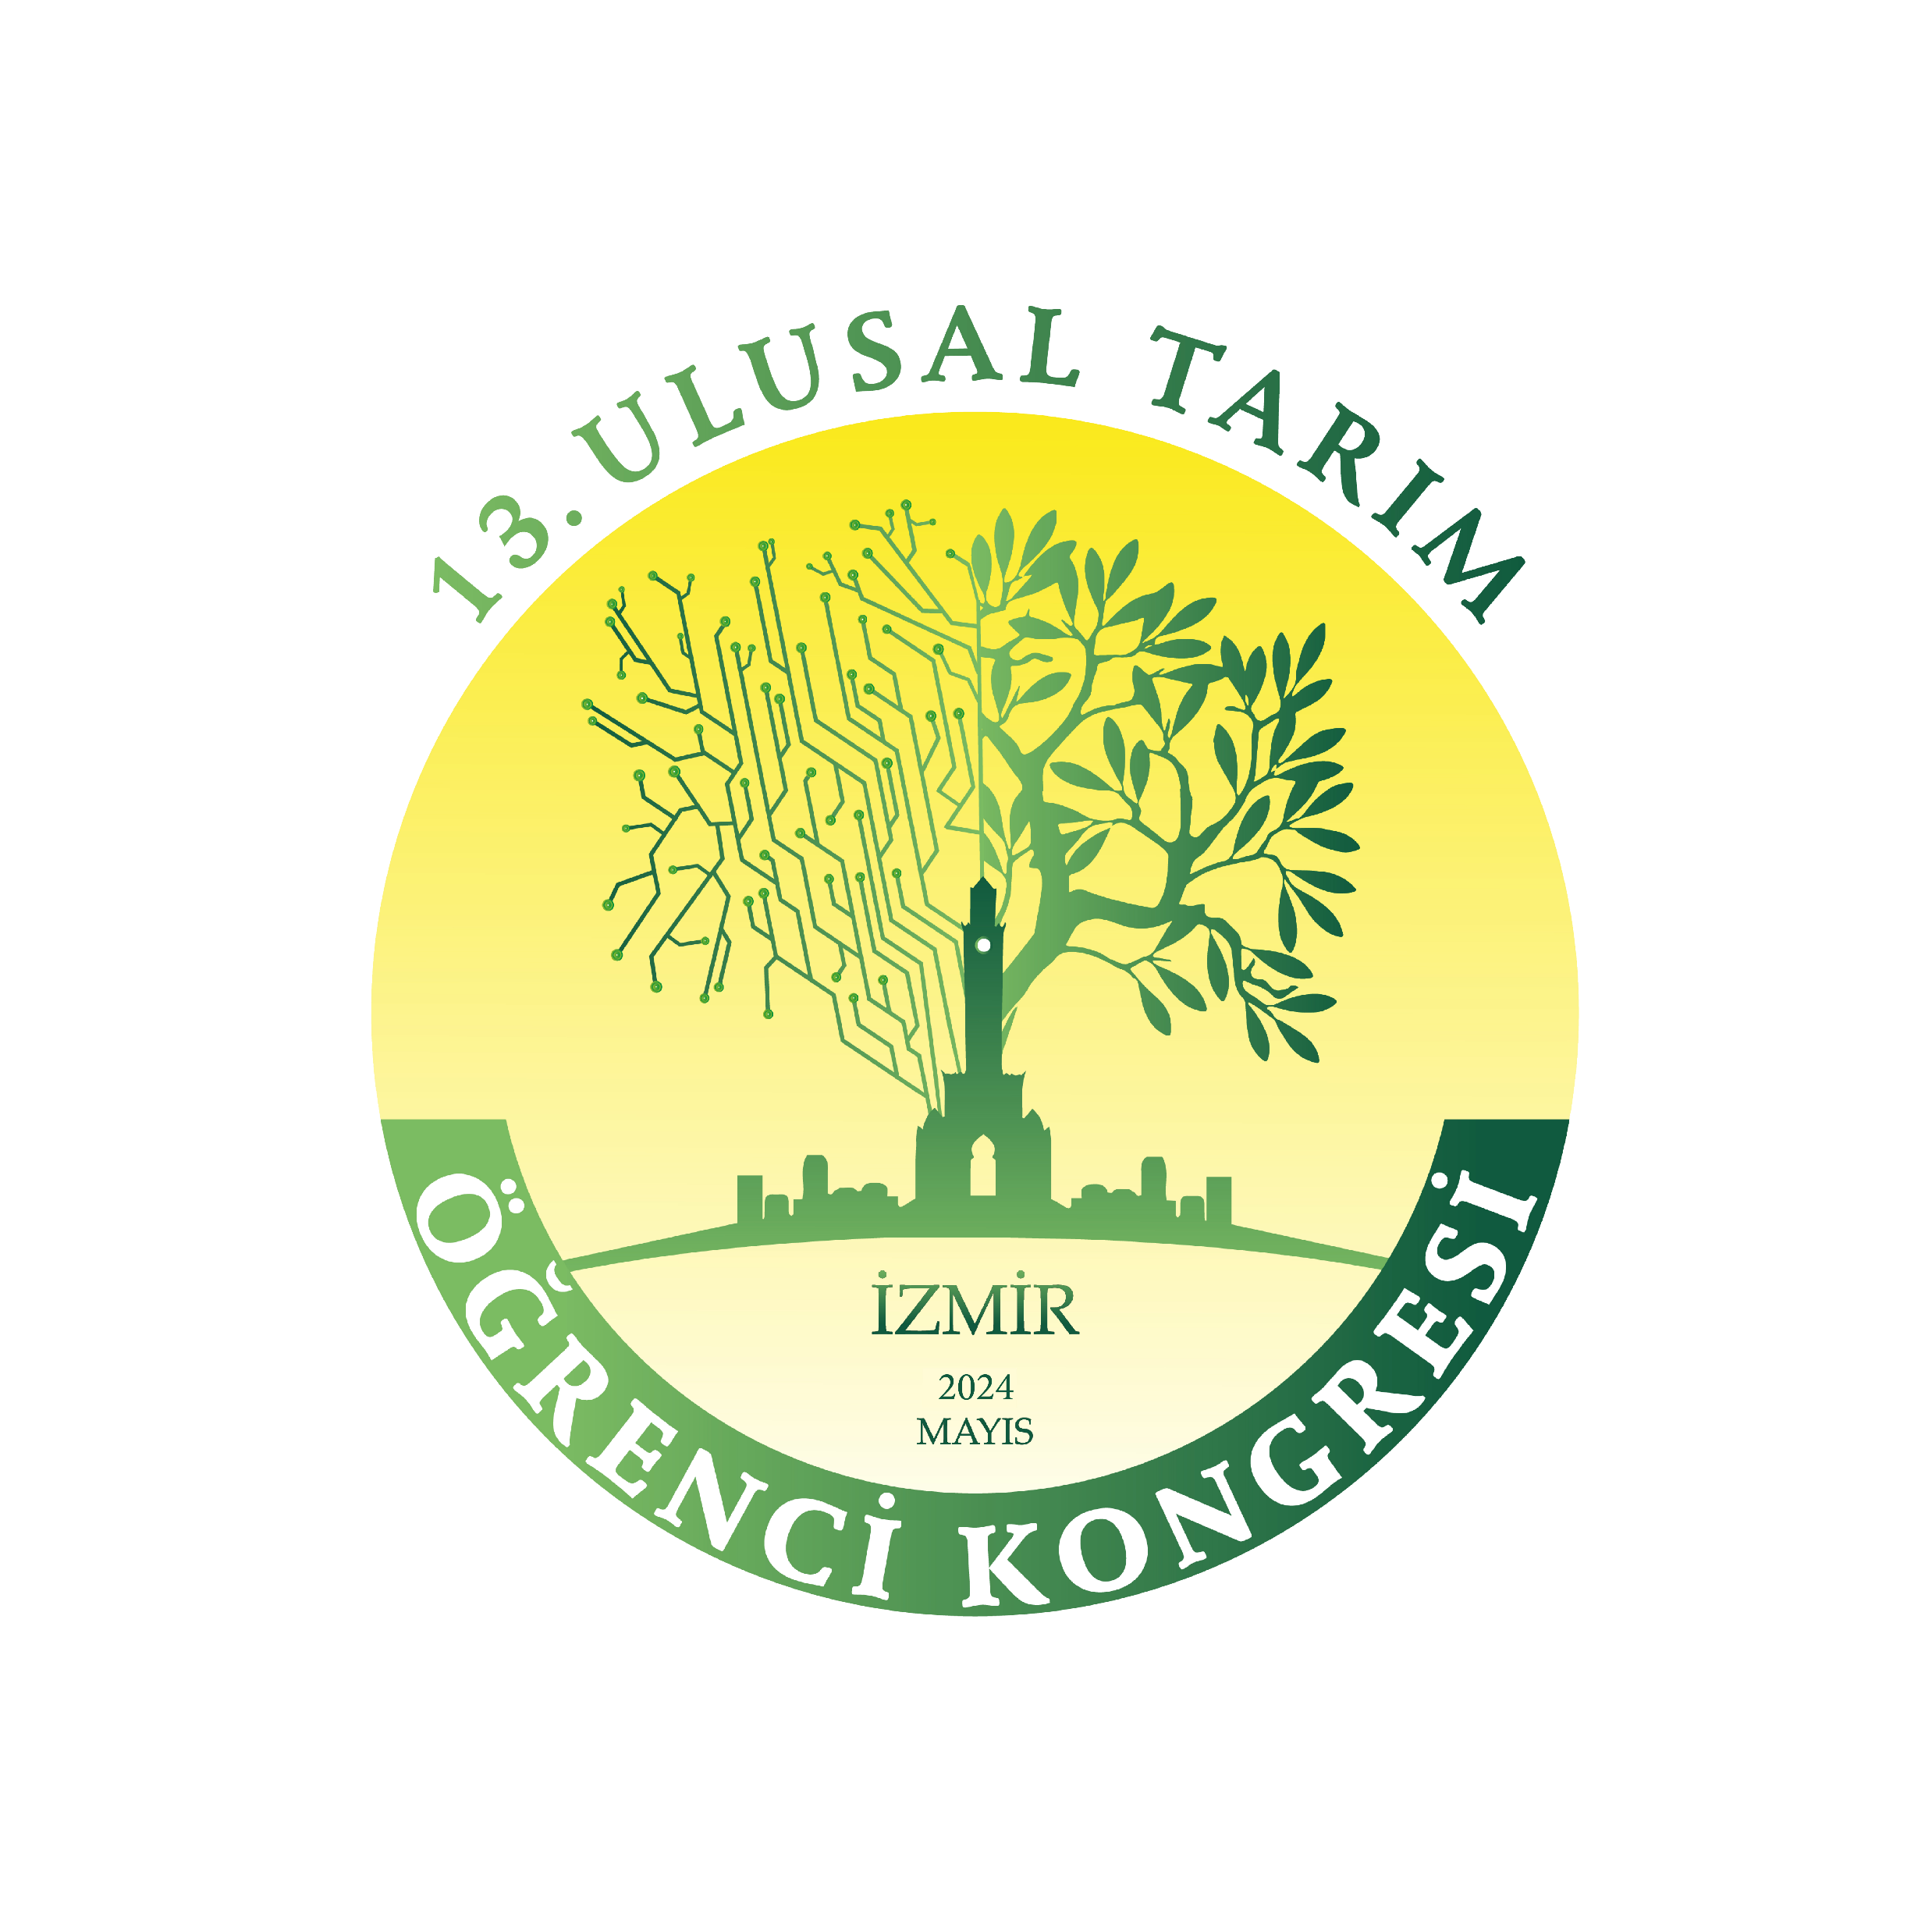 13. ULUSAL TARIM
İZMİR
2024
MAYIS
ÖĞRENCİ KONGRESİ